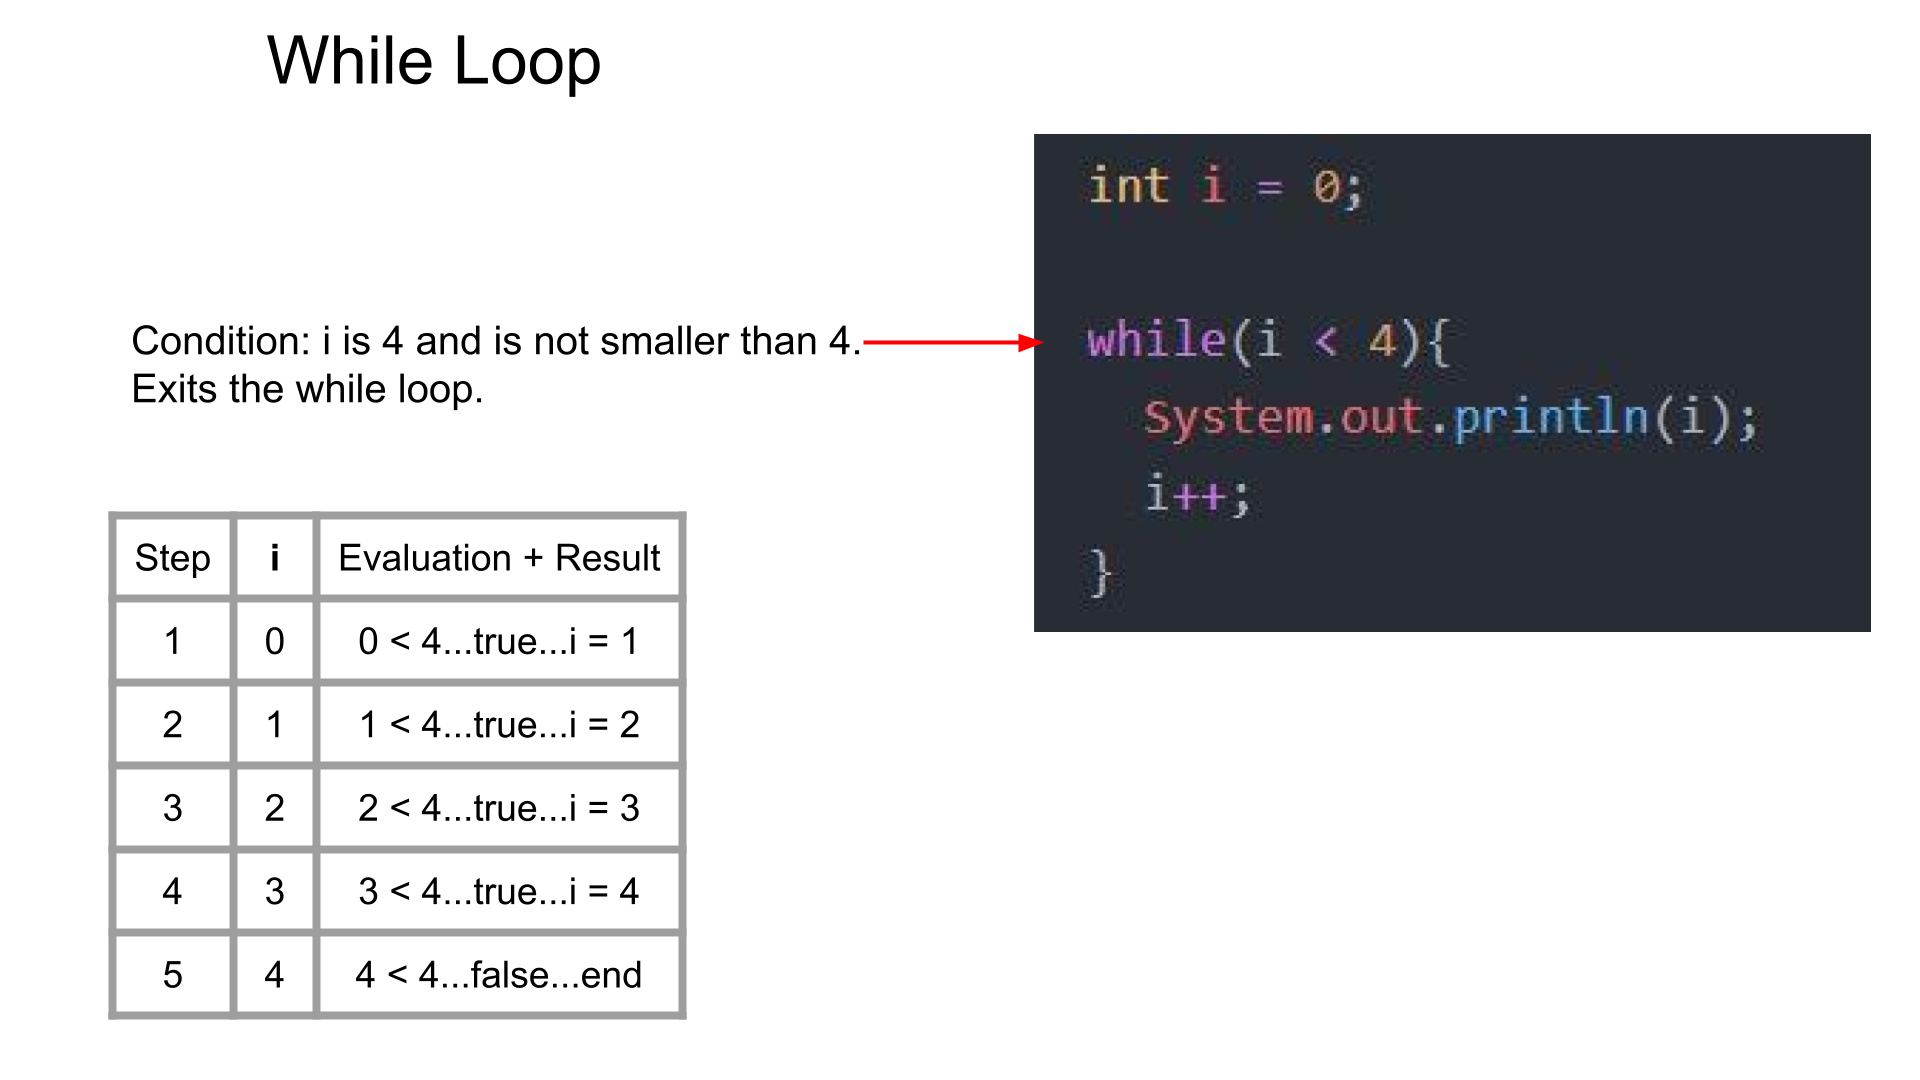 While Loop
int i = 0;
Condition: i is 4 and is not smaller than 4.
Exits the while loop.
while(i < 4){
System.out.println(i);
i++;
}
Step i Evaluation + Result
1 0 0 < 4...true...i = 1
2 1 1 < 4...true...i = 2
3 2 2 < 4...true...i = 3
4 3 3 < 4...true...i = 4
5 4 4 < 4...false...end